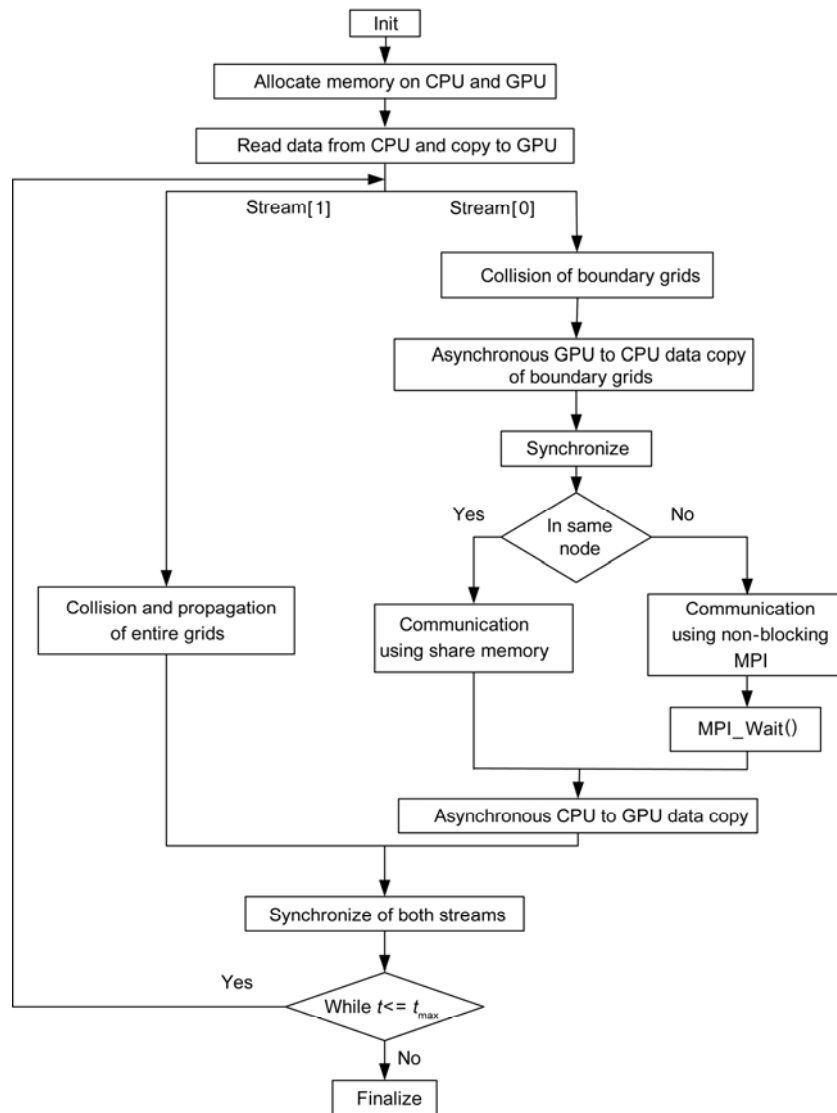 Init
Allocate memory on CPU and GPU
Read data from CPU and copy to GPU
Stream[1]
Stream[0]
Collision of boundary grids
Asynchronous GPU to CPU data copy
of boundary grids
Synchronize
Yes
In same
node
No
Collision and propagation
of entire grids
Communication
using share memory
Communication
using non-blocking
MPI
MPI_Wait()
Asynchronous CPU to GPU data copy
Synchronize of both streams
Yes
While t<= tmax
No
Finalize